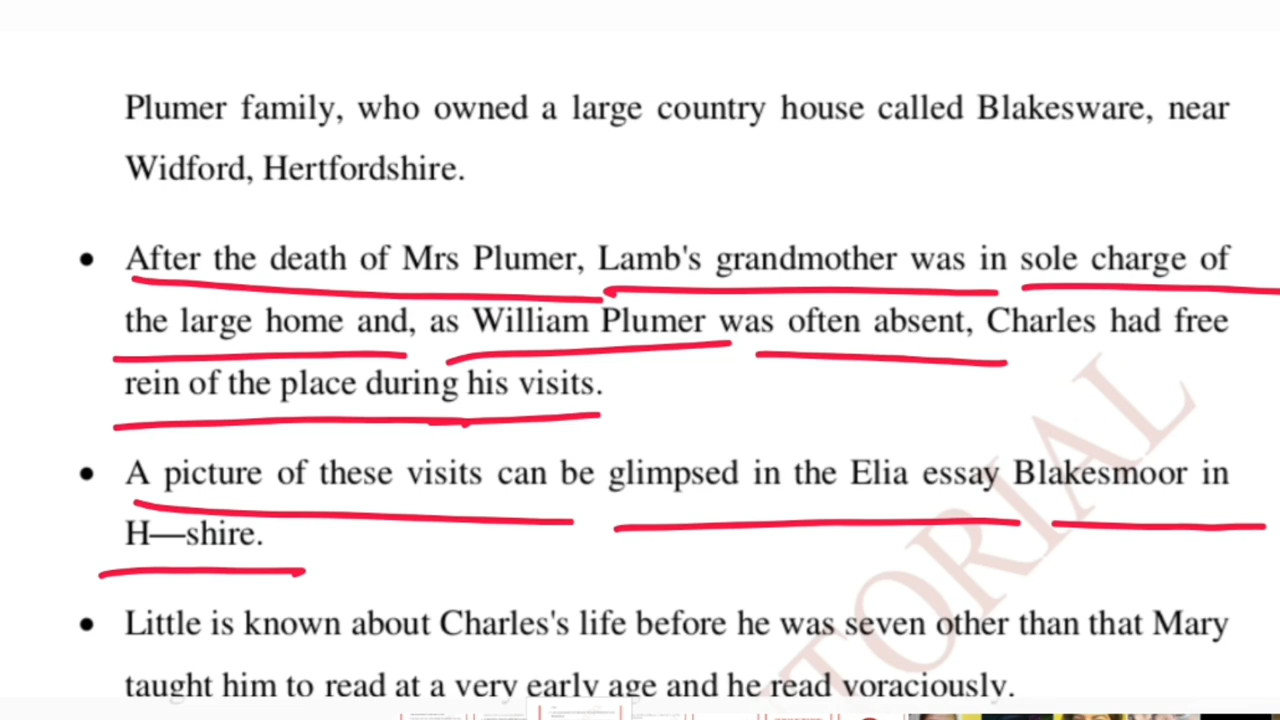 Plumer family, who owned a large country house called Blakesware, near
Widford, Hertfordshire.
• After the death of Mrs Plumer, Lamb's grandmother was in sole charge of
the large home and, as William Plumer was often absent, Charles had free
rein of the place during his visits.
• A picture of these visits can be glimpsed in the Elia essay Blakesmoor in
H—shire.
• Little is known about Charles's life before he was seven other than that Mary
taught him to read at a very early age and he read voraciously.
TORIAL